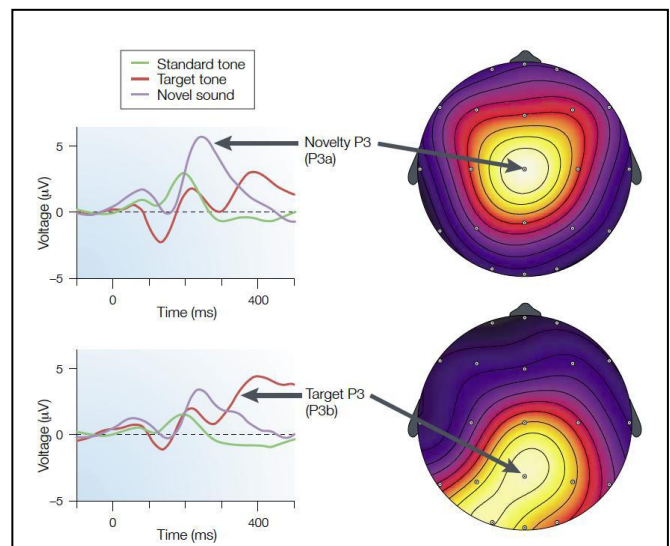 Standard tone
Target tone
Novel sound
5
0
–5
Voltage (μV)
0
400
Time (ms)
Novelty P3
(P3a)
5
0
–5
Voltage (μV)
0
400
Time (ms)
Target P3
(P3b)